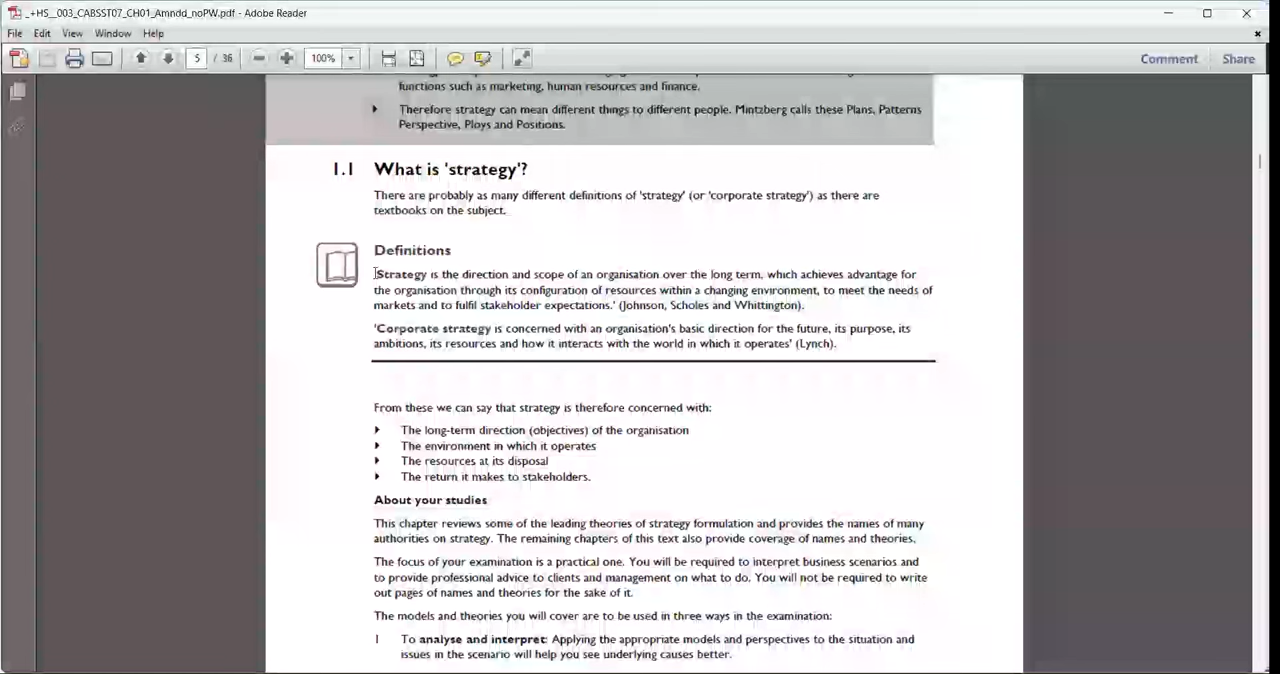 _+HS__003_CABSST07_CH01_Amndd_noPW.pdf - Adobe Reader
File Edit View Window Help
5 / 36 100% Comment Share
functions such as marketing, human resources and finance.
Therefore strategy can mean different things to different people. Mintzberg calls these Plans, Patterns
Perspective, Ploys and Positions.
1.1 What is 'strategy'?
There are probably as many different definitions of 'strategy' (or 'corporate strategy') as there are
textbooks on the subject.
Definitions
'Strategy is the direction and scope of an organisation over the long term, which achieves advantage for
the organisation through its configuration of resources within a changing environment, to meet the needs of
markets and to fulfil stakeholder expectations.' (Johnson, Scholes and Whittington).
'Corporate strategy is concerned with an organisation's basic direction for the future, its purpose, its
ambitions, its resources and how it interacts with the world in which it operates' (Lynch).
From these we can say that strategy is therefore concerned with:
The long-term direction (objectives) of the organisation
The environment in which it operates
The resources at its disposal
The return it makes to stakeholders.
About your studies
This chapter reviews some of the leading theories of strategy formulation and provides the names of many
authorities on strategy. The remaining chapters of this text also provide coverage of names and theories.
The focus of your examination is a practical one. You will be required to interpret business scenarios and
to provide professional advice to clients and management on what to do. You will not be required to write
out pages of names and theories for the sake of it.
The models and theories you will cover are to be used in three ways in the examination:
1 To analyse and interpret: Applying the appropriate models and perspectives to the situation and
issues in the scenario will help you see underlying causes better.